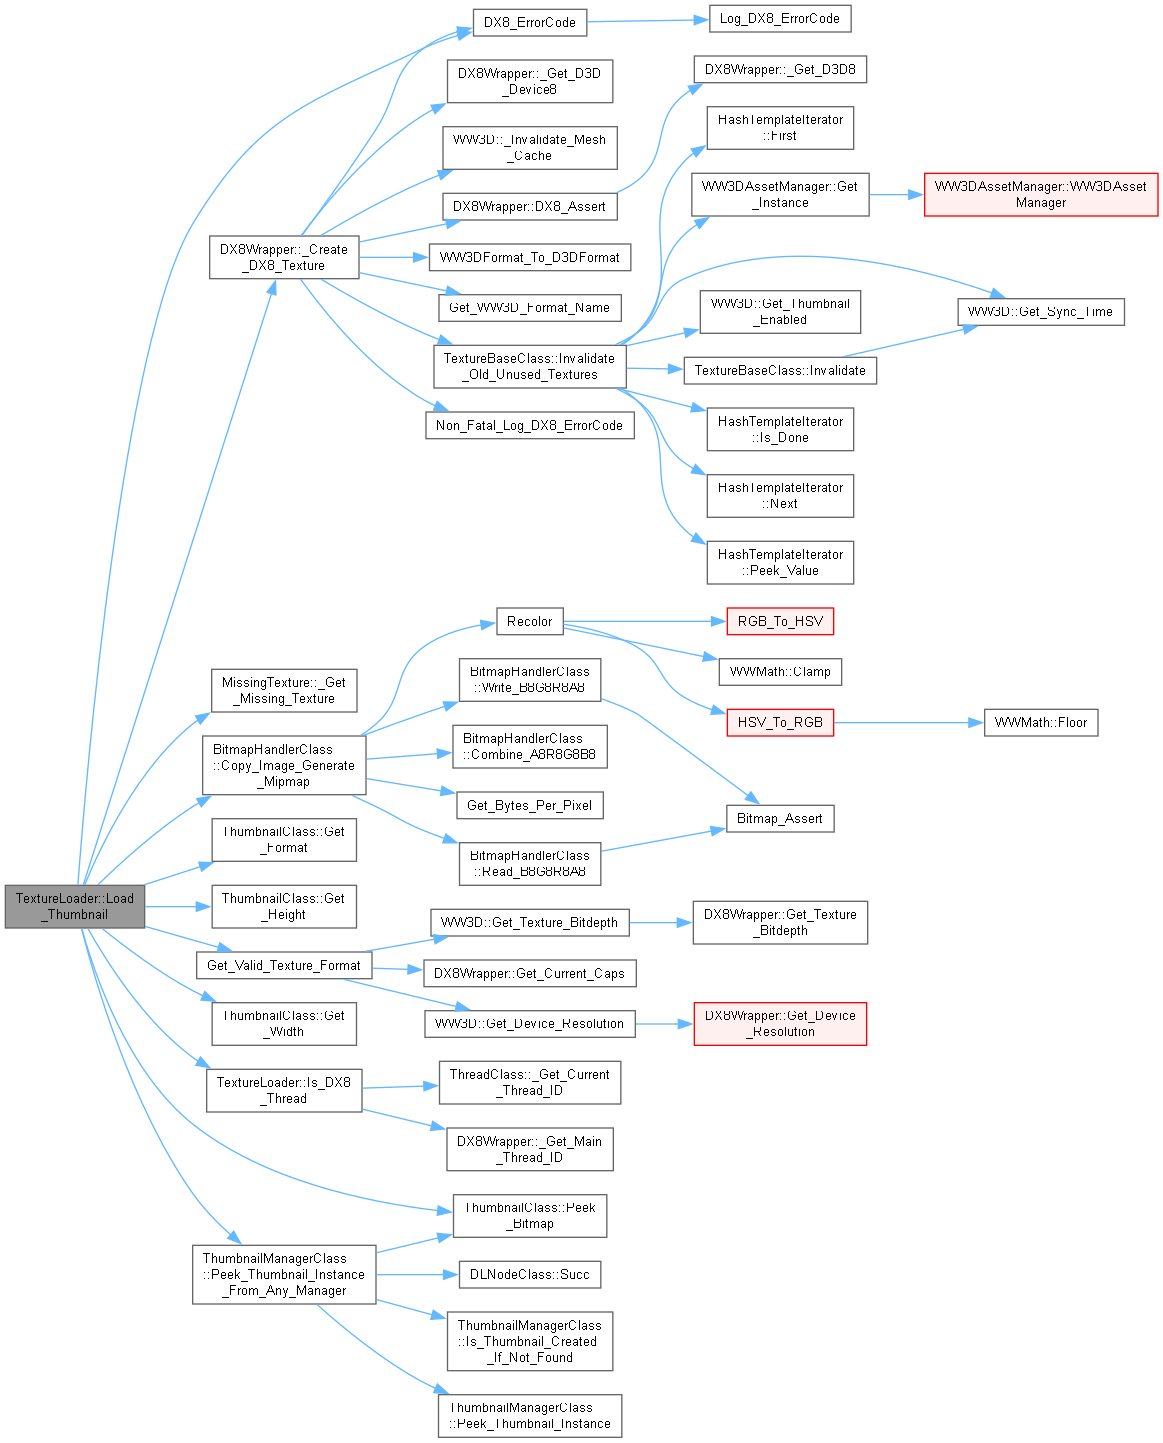 DX8_ErrorCode
Log_DX8_ErrorCode
DX8Wrapper::_Get_D3D
_Device8
DX8Wrapper::_Get_D3D8
HashTemplateIterator
::First
WW3D::_Invalidate_Mesh
_Cache
WW3DAssetManager::Get
_Instance
WW3DAssetManager::WW3DAsset
Manager
DX8Wrapper::DX8_Assert
DX8Wrapper::_Create
_DX8_Texture
WW3DFormat_To_D3DFormat
Get_WW3D_Format_Name
WW3D::Get_Thumbnail
_Enabled
WW3D::Get_Sync_Time
TextureBaseClass::Invalidate
_Old_Unused_Textures
TextureBaseClass::Invalidate
Non_Fatal_Log_DX8_ErrorCode
HashTemplateIterator
::Is_Done
HashTemplateIterator
::Next
HashTemplateIterator
::Peek_Value
Recolor
RGB_To_HSV
MissingTexture::_Get
_Missing_Texture
BitmapHandlerClass
::Write_B8G8R8A8
WWMath::Clamp
HSV_To_RGB
WWMath::Floor
BitmapHandlerClass
::Copy_Image_Generate
_Mipmap
BitmapHandlerClass
::Combine_A8R8G8B8
Get_Bytes_Per_Pixel
Bitmap_Assert
ThumbnailClass::Get
_Format
BitmapHandlerClass
::Read_B8G8R8A8
TextureLoader::Load
_Thumbnail
ThumbnailClass::Get
_Height
WW3D::Get_Texture_Bitdepth
DX8Wrapper::Get_Texture
_Bitdepth
Get_Valid_Texture_Format
DX8Wrapper::Get_Current_Caps
ThumbnailClass::Get
_Width
WW3D::Get_Device_Resolution
DX8Wrapper::Get_Device
_Resolution
TextureLoader::Is_DX8
_Thread
ThreadClass::_Get_Current
_Thread_ID
DX8Wrapper::_Get_Main
_Thread_ID
ThumbnailClass::Peek
_Bitmap
ThumbnailManagerClass
::Peek_Thumbnail_Instance
_From_Any_Manager
DLNodeClass::Succ
ThumbnailManagerClass
::Is_Thumbnail_Created
_If_Not_Found
ThumbnailManagerClass
::Peek_Thumbnail_Instance